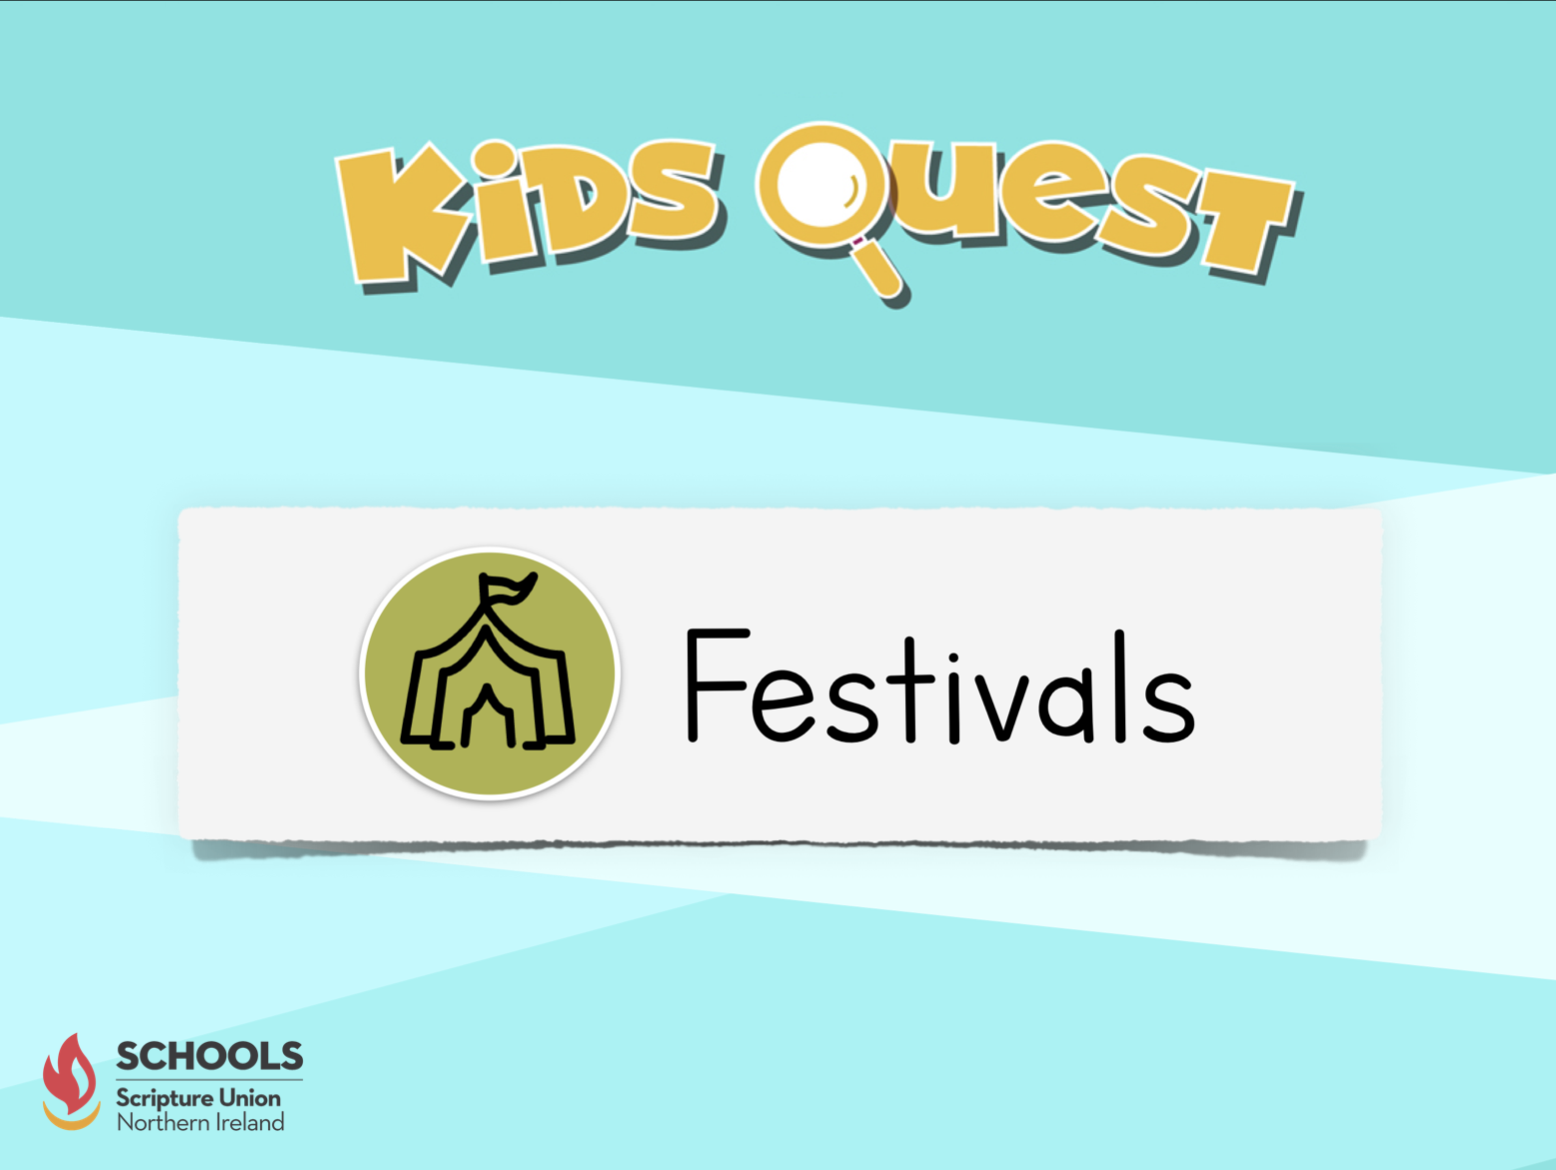 KiDS QUeST
Festivals
SCHOOLS
Scripture Union
Northern Ireland